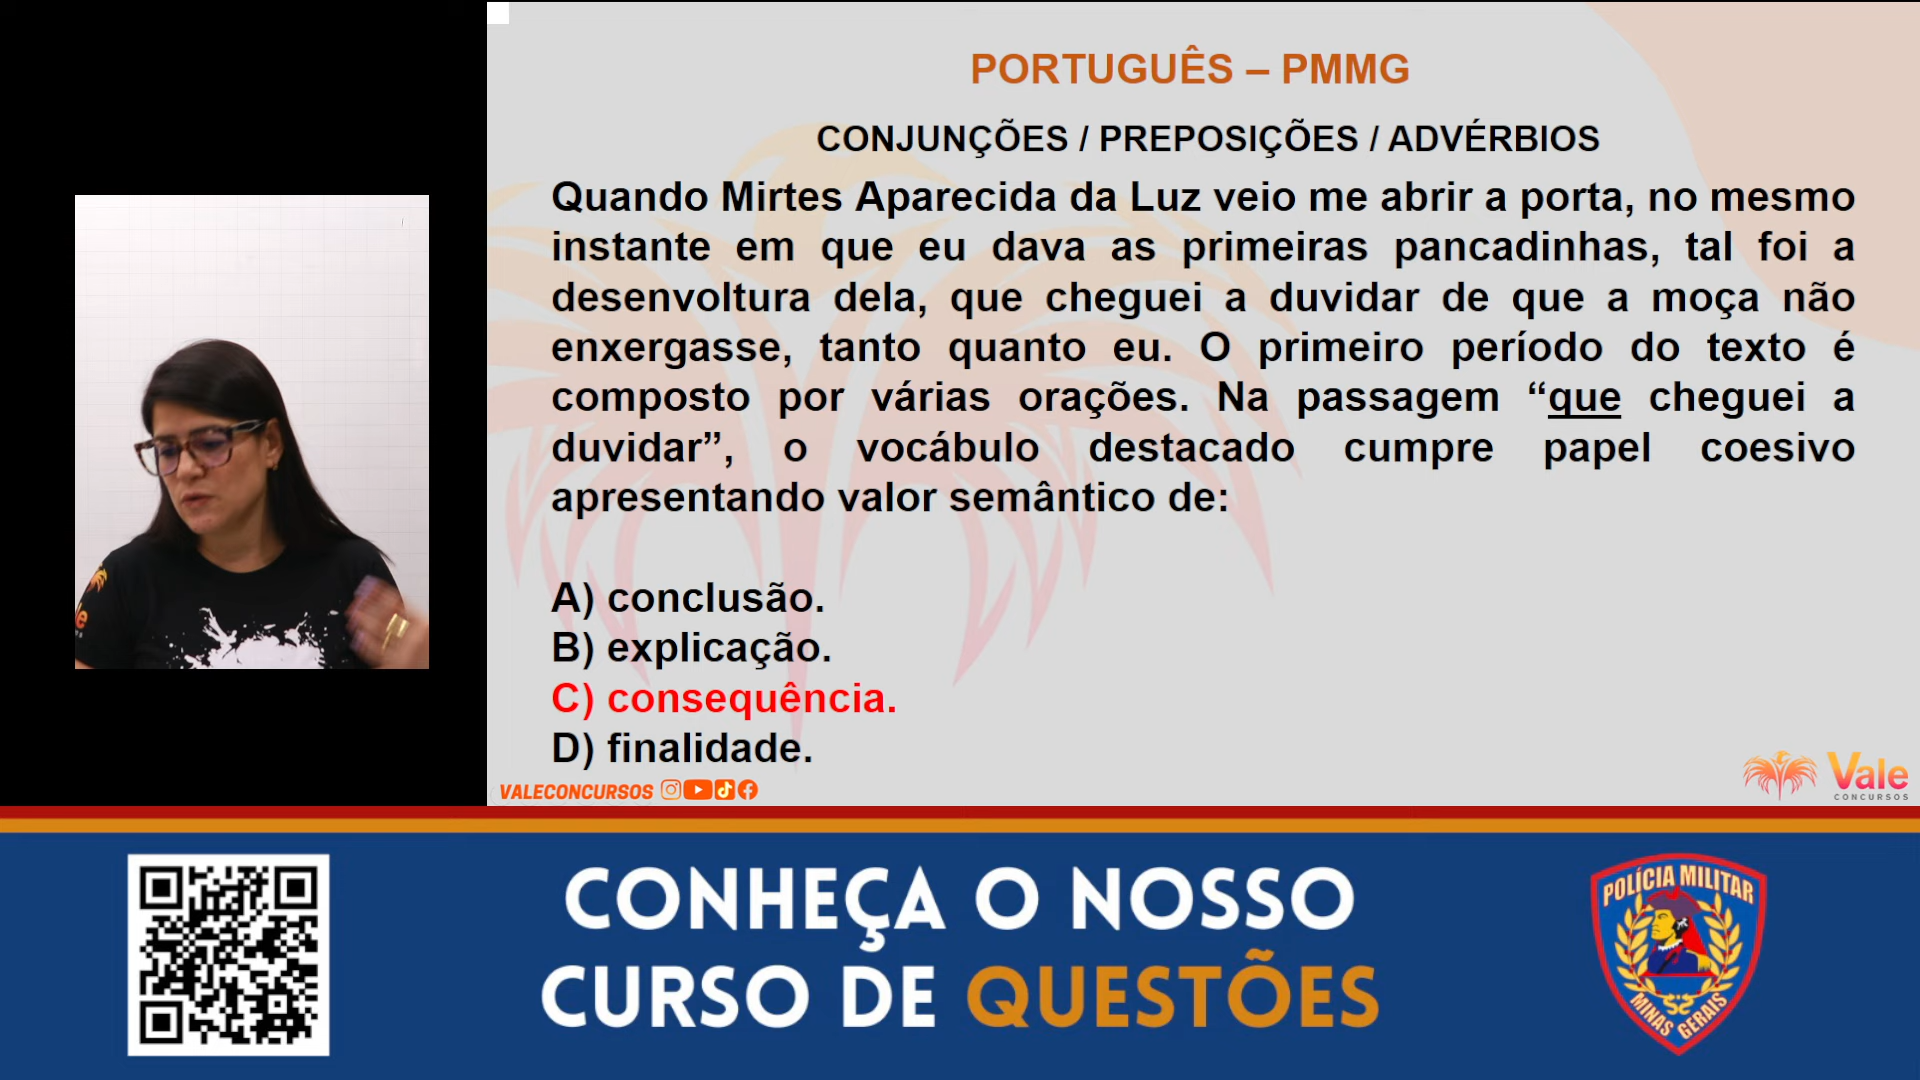 PORTUGUÊS – PMMG
CONJUNÇÕES / PREPOSIÇÕES / ADVÉRBIOS
Quando Mirtes Aparecida da Luz veio me abrir a porta, no mesmo
instante em que eu dava as primeiras pancadinhas, tal foi a
desenvoltura dela, que cheguei a duvidar de que a moça não
enxergasse, tanto quanto eu. O primeiro período do texto é
composto por várias orações. Na passagem “que cheguei a
duvidar”, o vocábulo destacado cumpre papel coesivo
apresentando valor semântico de:
A) conclusão.
B) explicação.
C) consequência.
D) finalidade.
VALECONCURSOS
Vale
CONCURSOS
CONHEÇA O NOSSO
CURSO DE QUESTÕES
POLÍCIA MILITAR
MINAS GERAIS